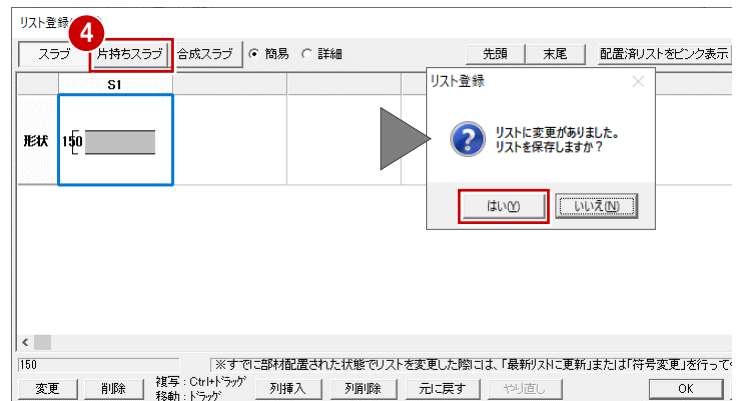 リスト登録(
4
スラブ 片持ちスラブ 合成スラブ 簡易 詳細 先頭 末尾 配置済リストをピンク表示
S1
形状 150
リスト登録
リストに変更がありました。
リストを保存しますか?
はい(Y) いいえ(N)
150 ※すでに部材配置された状態でリストを変更した際には、「最新リストに更新」または「符号変更」を行って
変更 削除 複写:Ctrl+ドラッグ 列挿入 列削除 元に戻す やり直し OK
移動:ドラッグ